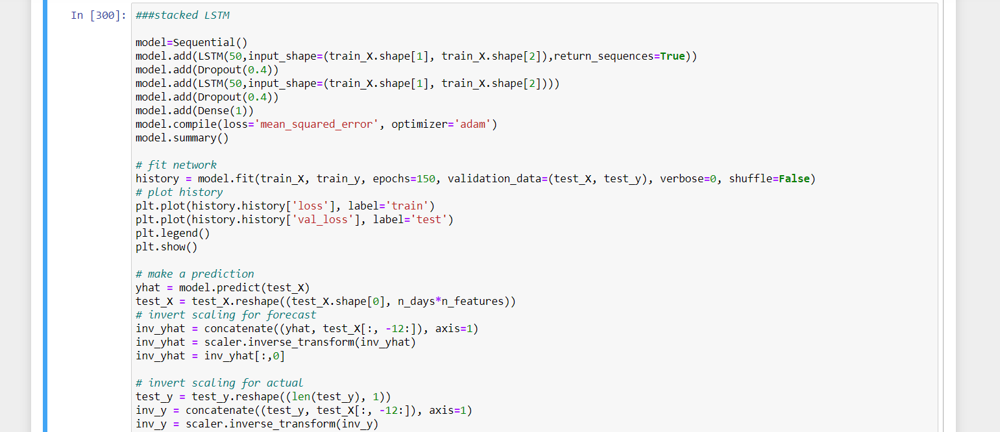 In [300]: ###stacked LSTM
model=Sequential()
model.add(LSTM(50,input_shape=(train_X.shape[1], train_X.shape[2]),return_sequences=True))
model.add(Dropout(0.4))
model.add(LSTM(50,input_shape=(train_X.shape[1], train_X.shape[2])))
model.add(Dropout(0.4))
model.add(Dense(1))
model.compile(loss='mean_squared_error', optimizer='adam')
model.summary()
# fit network
history = model.fit(train_X, train_y, epochs=150, validation_data=(test_X, test_y), verbose=0, shuffle=False)
# plot history
plt.plot(history.history['loss'], label='train')
plt.plot(history.history['val_loss'], label='test')
plt.legend()
plt.show()
# make a prediction
yhat = model.predict(test_X)
test_X = test_X.reshape((test_X.shape[0], n_days*n_features))
# invert scaling for forecast
inv_yhat = concatenate((yhat, test_X[:, -12:]), axis=1)
inv_yhat = scaler.inverse_transform(inv_yhat)
inv_yhat = inv_yhat[:,0]
# invert scaling for actual
test_y = test_y.reshape((len(test_y), 1))
inv_y = concatenate((test_y, test_X[:, -12:]), axis=1)
inv_y = scaler.inverse_transform(inv_y)